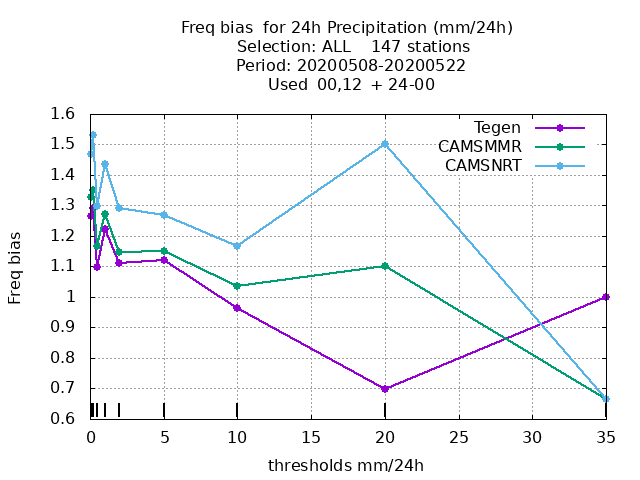 Freq bias  for 24h Precipitation (mm/24h)
Selection: ALL    147 stations
Period: 20200508-20200522
Used  00,12  + 24-00
Tegen
CAMSMMR
CAMSNRT
1.6
1.5
1.4
1.3
1.2
1.1
1
0.9
0.8
0.7
0.6
Freq bias
0 5 10 15 20 25 30 35
thresholds mm/24h